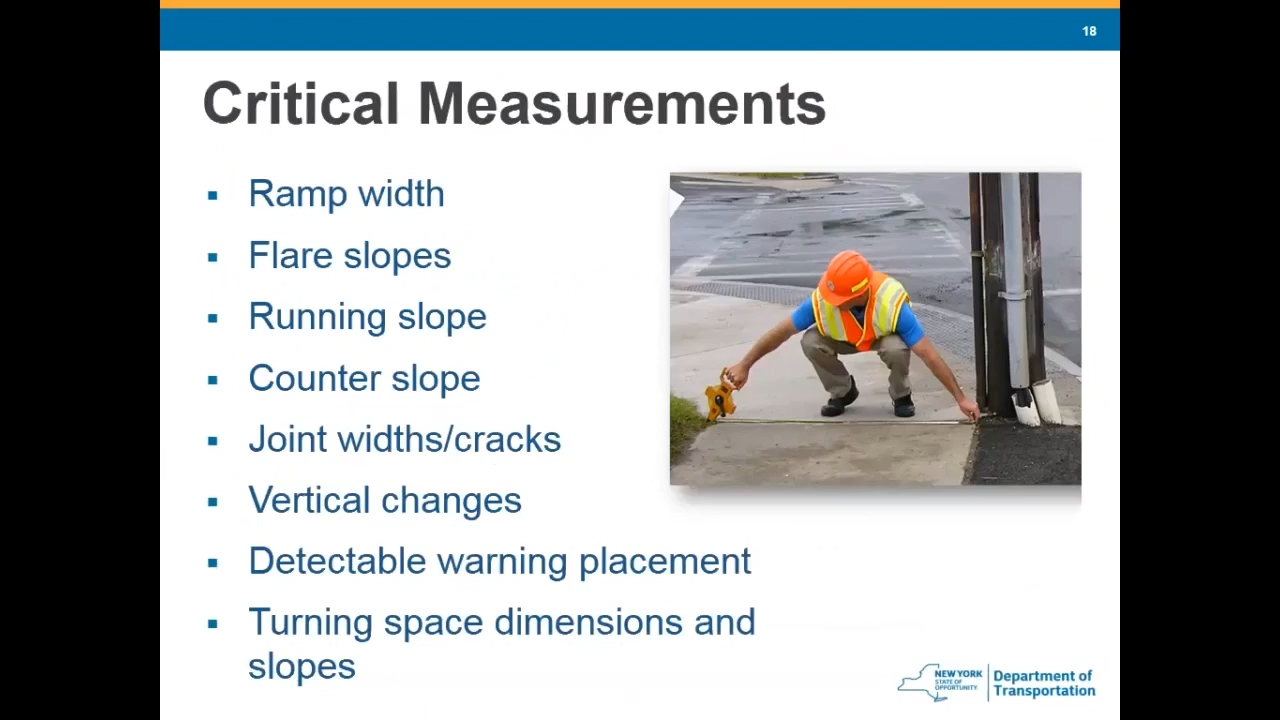 18
Critical Measurements
Ramp width
Flare slopes
Running slope
Counter slope
Joint widths/cracks
Vertical changes
Detectable warning placement
Turning space dimensions and
slopes
NEW YORK
STATE OF
OPPORTUNITY
Department of
Transportation